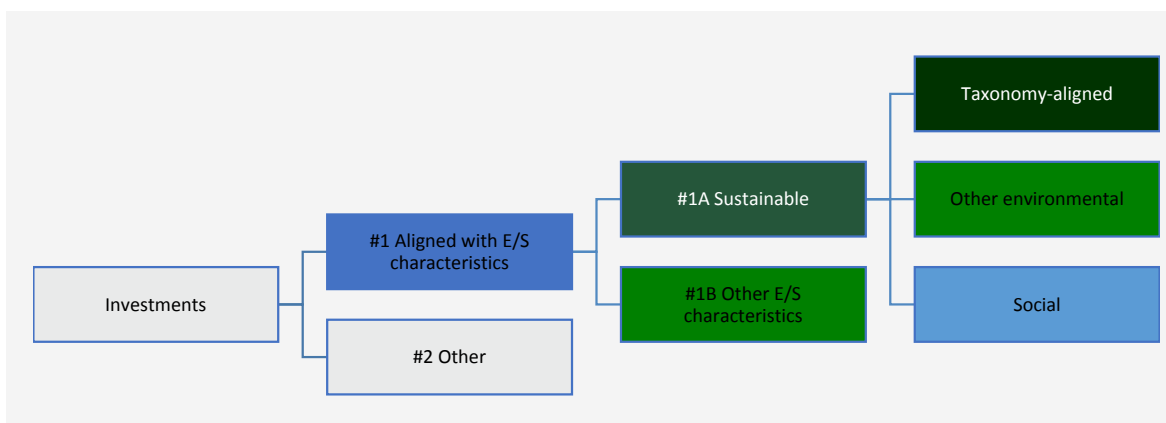 Taxonomy-aligned
#1A Sustainable
Other environmental
#1 Aligned with E/S
characteristics
Investments
#1B Other E/S
characteristics
Social
#2 Other